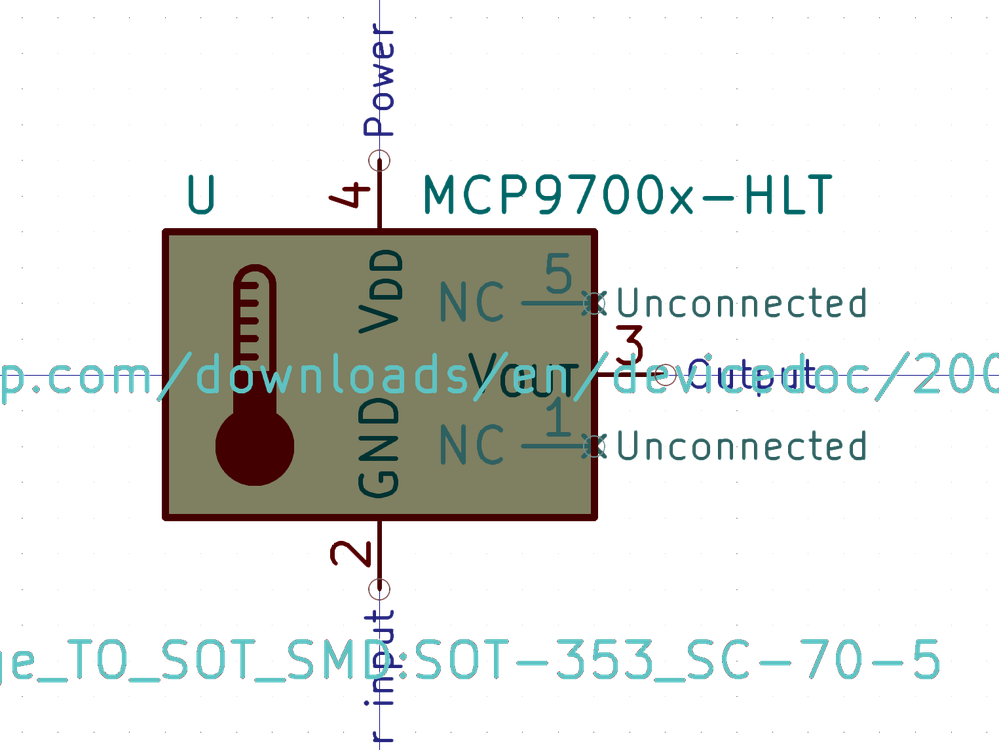 Power
U
4
MCP9700x-HLT
VDD
5
NC
Unconnected
3
VOUT
Output
p.com/downloads/en/devicedoc/200
1
NC
Unconnected
GND
2
r input
ge_TO_SOT_SMD:SOT-353_SC-70-5